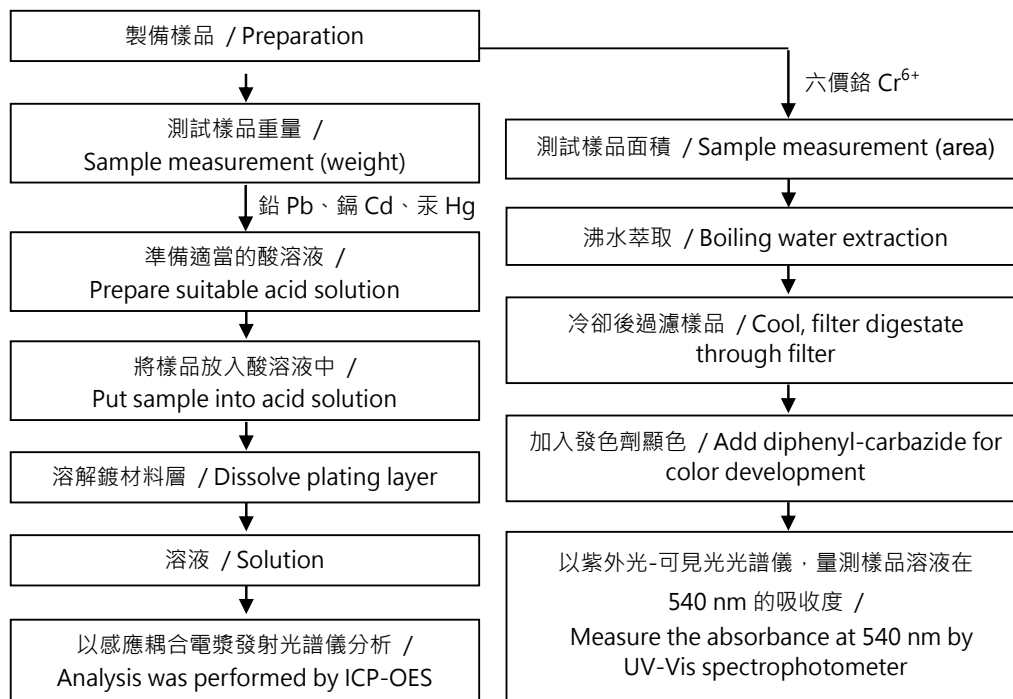 製備樣品 / Preparation
測試樣品重量 /
Sample measurement (weight)
鉛 Pb、鎘 Cd、汞 Hg
準備適當的酸溶液 /
Prepare suitable acid solution
將樣品放入酸溶液中 /
Put sample into acid solution
溶解鍍材料層 / Dissolve plating layer
溶液 / Solution
以感應耦合電漿發射光譜儀分析 /
Analysis was performed by ICP-OES
六價鉻 Cr⁶⁺
測試樣品面積 / Sample measurement (area)
沸水萃取 / Boiling water extraction
冷卻後過濾樣品 / Cool, filter digestate
through filter
加入發色劑顯色 / Add diphenyl-carbazide for
color development
以紫外光-可見光光譜儀，量測樣品溶液在
540 nm 的吸收度 /
Measure the absorbance at 540 nm by
UV-Vis spectrophotometer